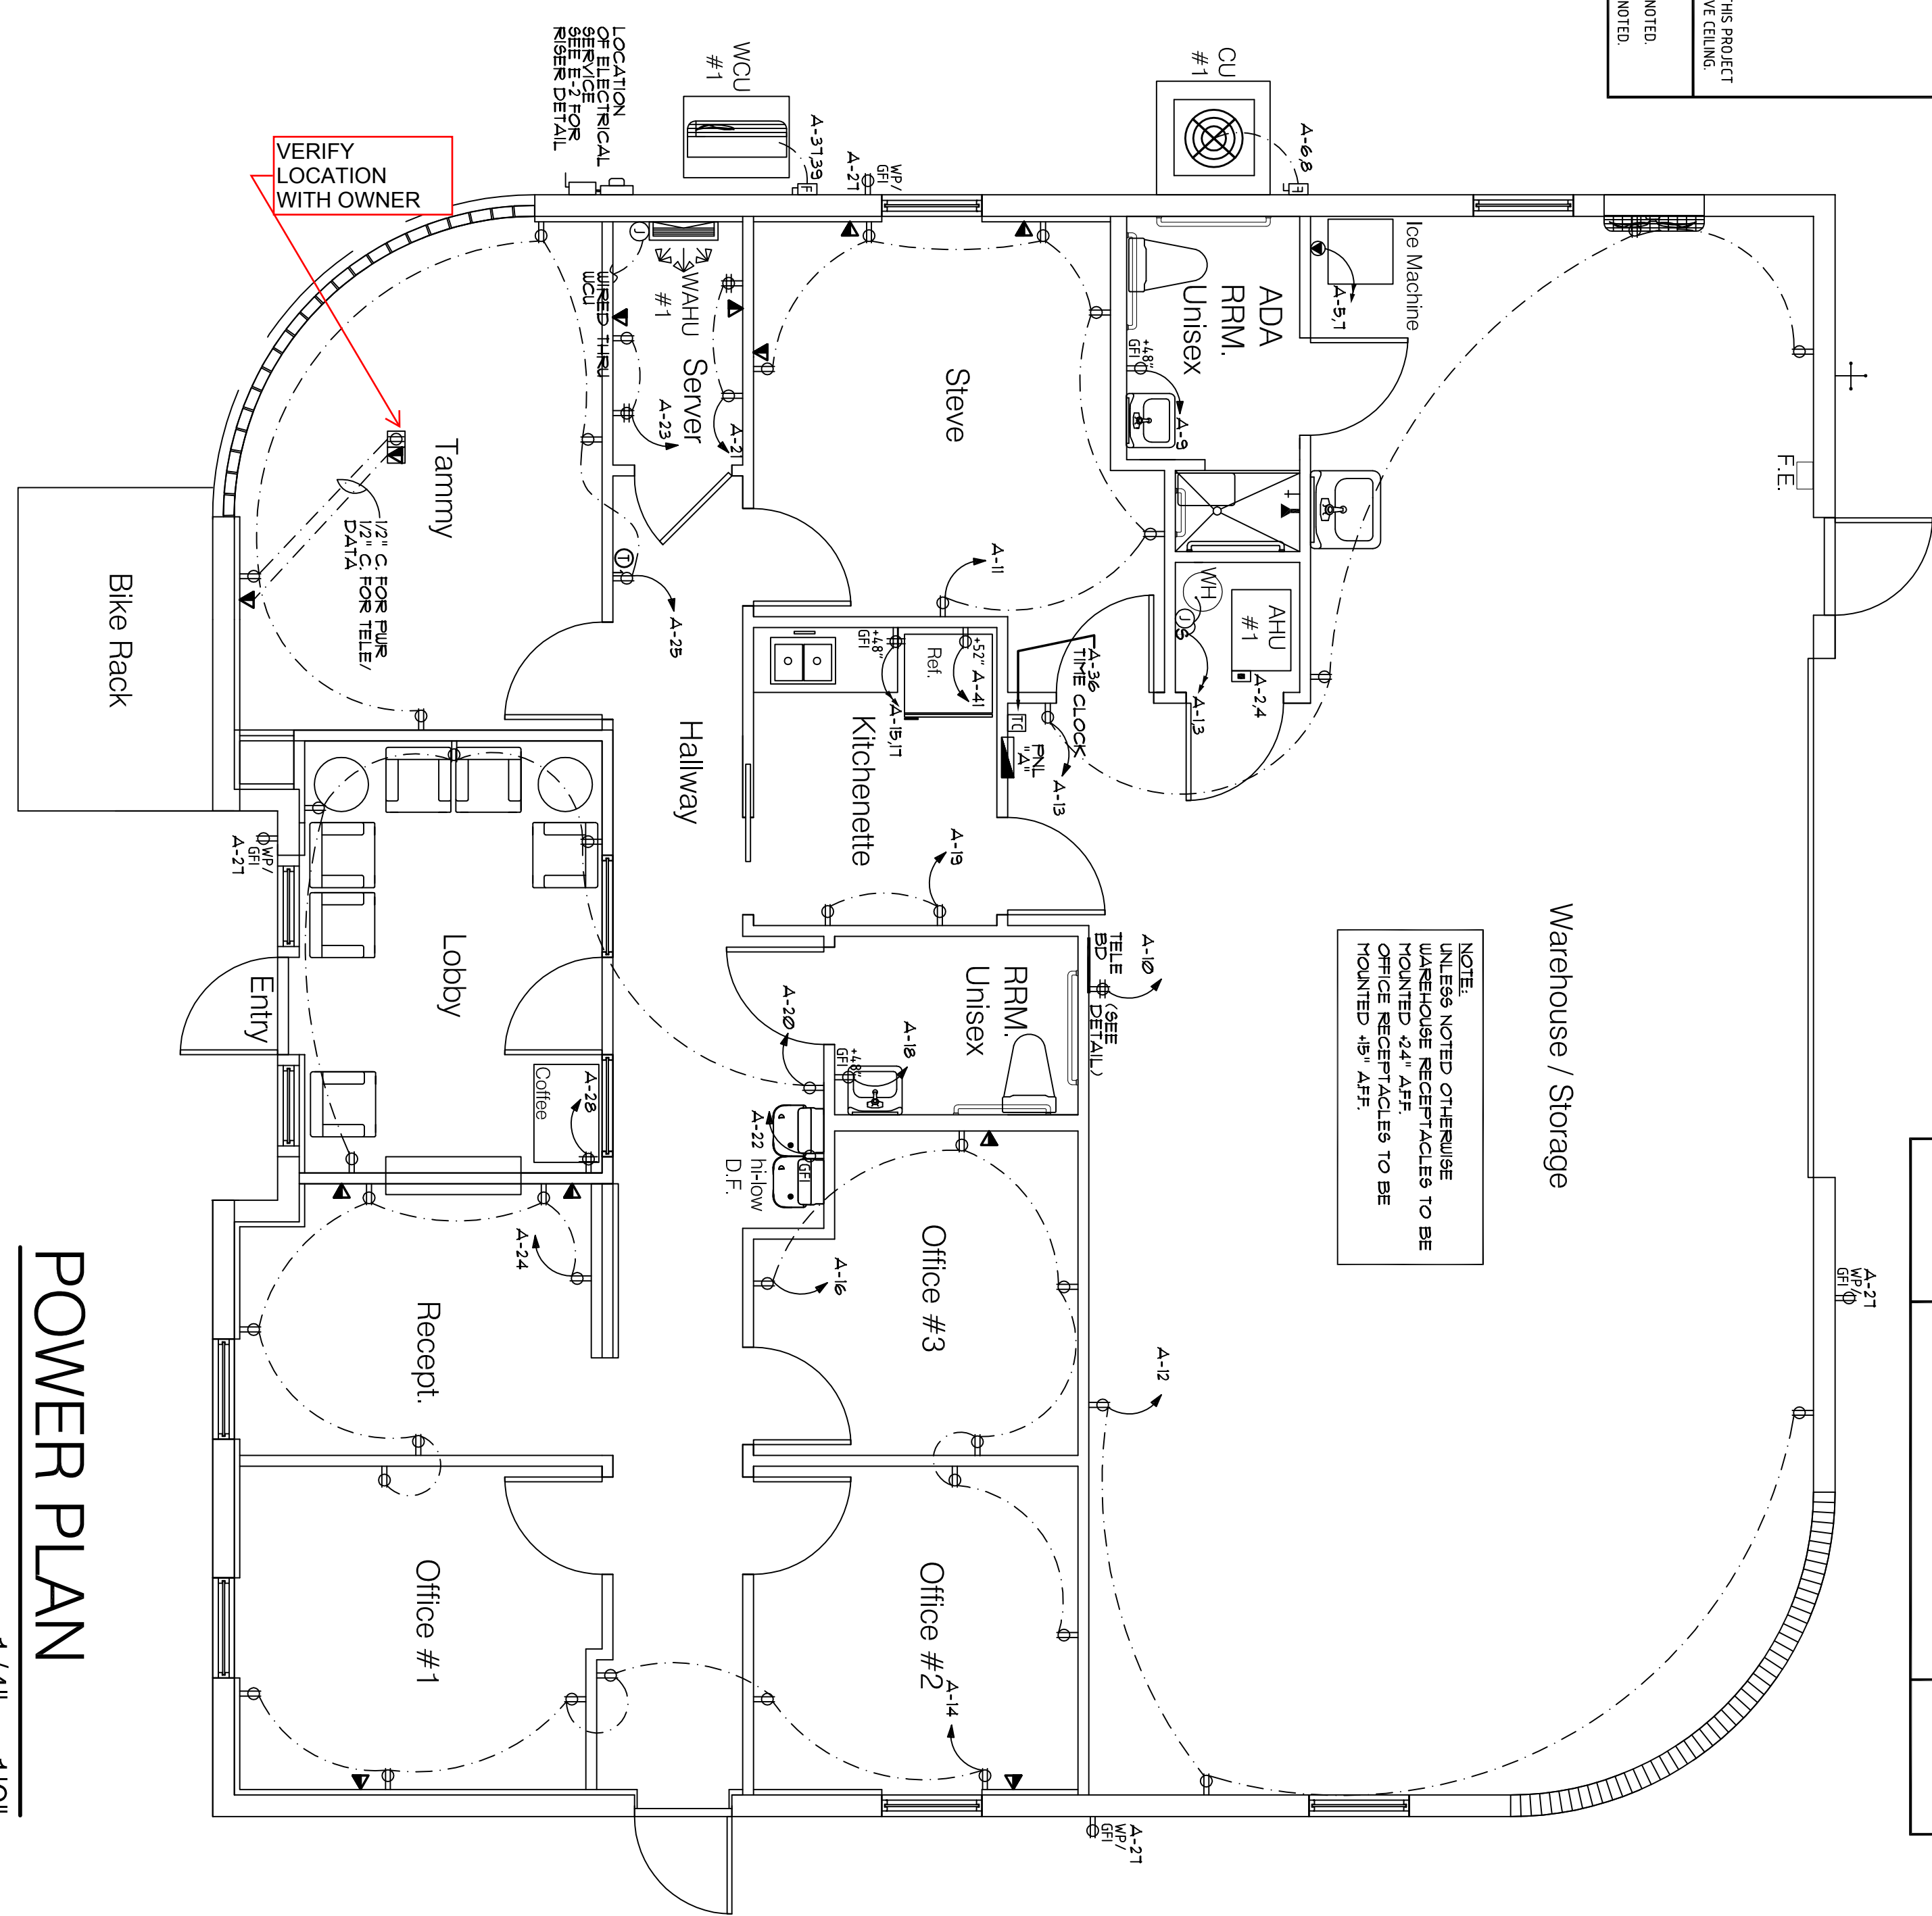 THIS PROJECT
VE CEILING.
NOTED.
NOTED.
LOCATION
OF ELECTRICAL
SERVICE
SEE E-2 FOR
RISER DETAIL
VERIFY
LOCATION
WITH OWNER
WCU
#1
A-37,39
A-27
WP/
GFI
CU
#1
A-6,8
Ice Machine
A-5,7
ADA
RRM.
Unisex
+48"
GFI
A-9
F.E.
WAHU
#1
WIRED THRU
WCU
Server
A-23
A-21
Steve
A-11
Tammy
1/2" C. FOR PWR
1/2" C. FOR TELE/
DATA
T
A-25
J
WH
J
S
AHU
#1
A-2,4
A-1,3
Bike Rack
+48"
GFI
Ref.
+52"
A-41
A-15,17
A-36
TIME CLOCK
TC
PNL
"A"
A-13
Hallway
Kitchenette
A-19
WP/
GFI
A-27
Lobby
Entry
Coffee
A-28
A-20
A-18
+48"
GFI
RRM.
Unisex
A-10
TELE
BD
(SEE
DETAIL)
A-22
hi-low
D.F.
GFI
Warehouse / Storage
NOTE:
UNLESS NOTED OTHERWISE
WAREHOUSE RECEPTACLES TO BE
MOUNTED +24" A.F.F.
OFFICE RECEPTACLES TO BE
MOUNTED +15" A.F.F.
A-27
WP/
GFI
A-24
Recept.
A-16
Office #3
A-12
Office #1
Office #2
A-14
A-27
WP/
GFI
POWER PLAN